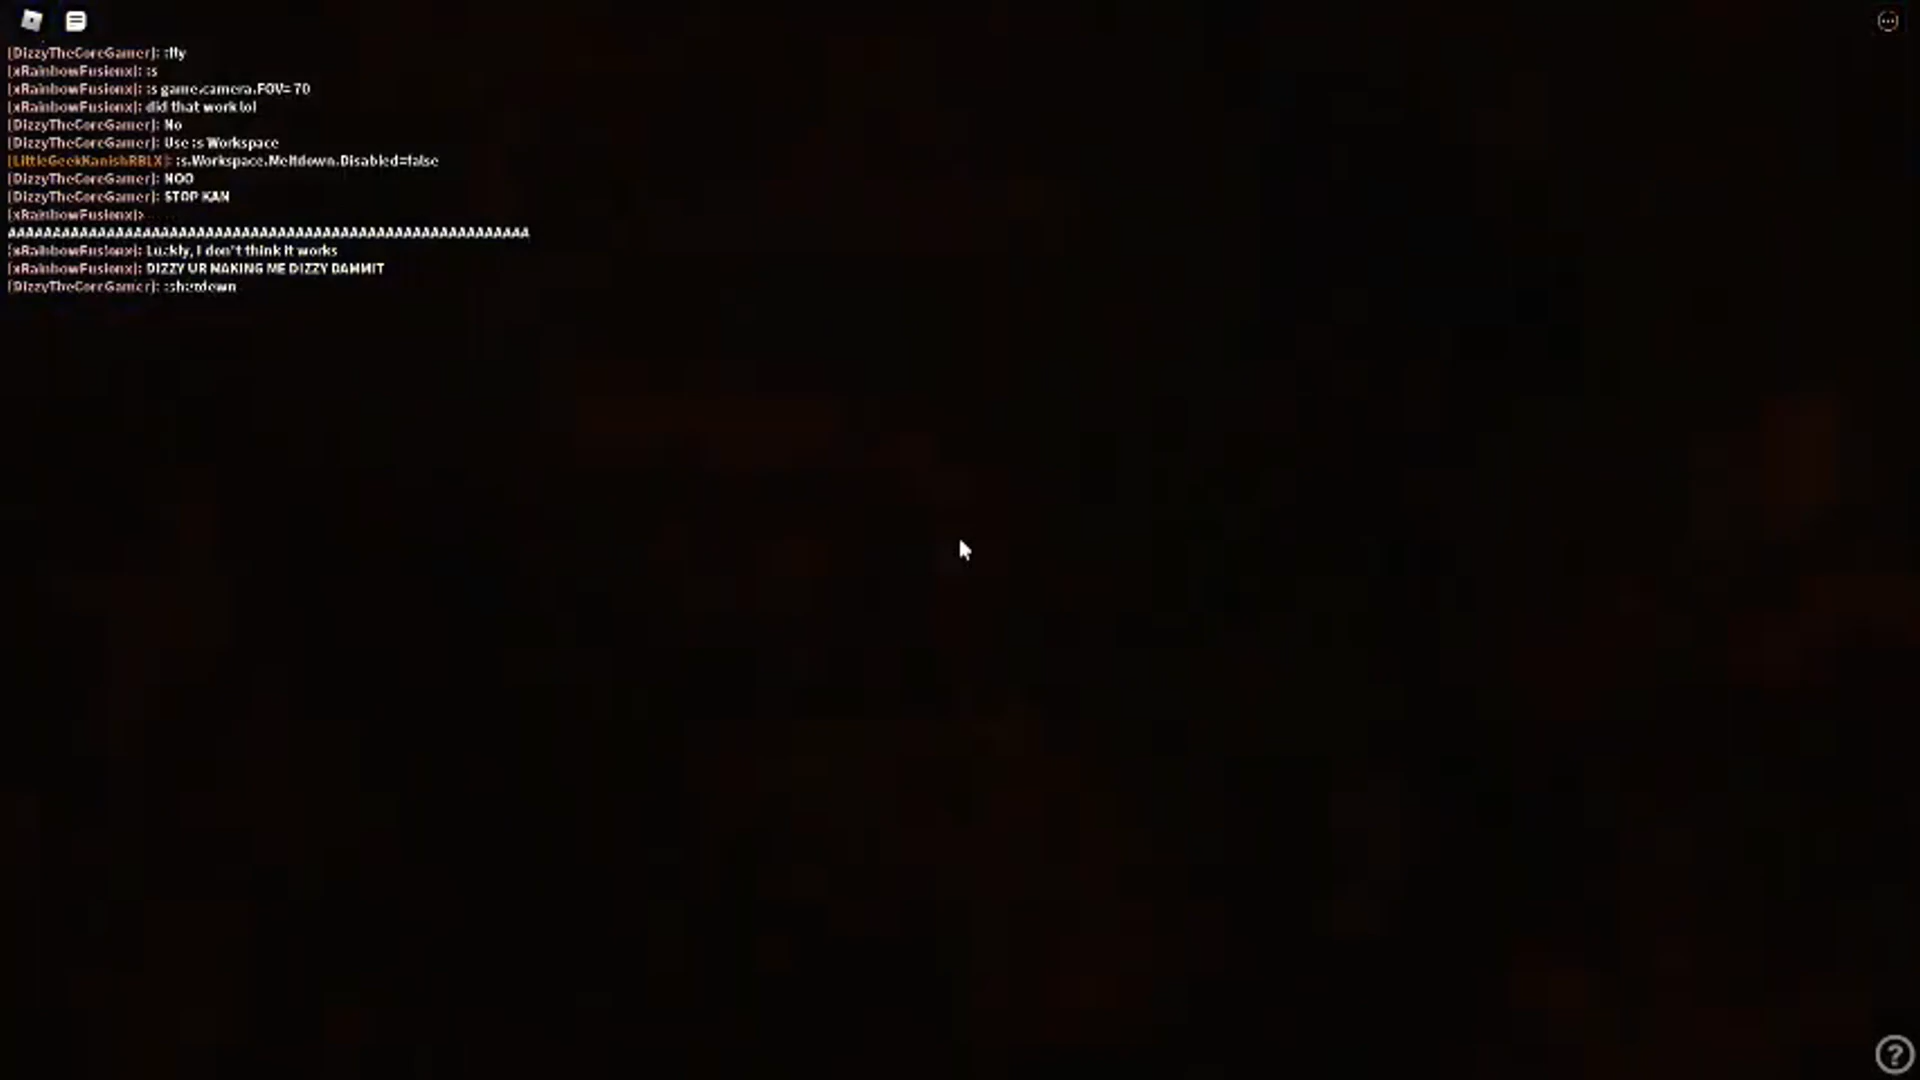 [DizzyTheCoreGamer]: :fly
[xRainbowFusionx]: :s
[xRainbowFusionx]: :s game.camera.FOV= 70
[xRainbowFusionx]: did that work lol
[DizzyTheCoreGamer]: No
[DizzyTheCoreGamer]: Use :s Workspace
[LittleGeekKanishRBLX]: :s.Workspace.Meltdown.Disabled=false
[DizzyTheCoreGamer]: NOO
[DizzyTheCoreGamer]: STOP KAN
[xRainbowFusionx]:
[xRainbowFusionx]: Luckly, I don't think it works
[xRainbowFusionx]: DIZZY UR MAKING ME DIZZY DAMMIT
[DizzyTheCoreGamer]: :shutdown
?